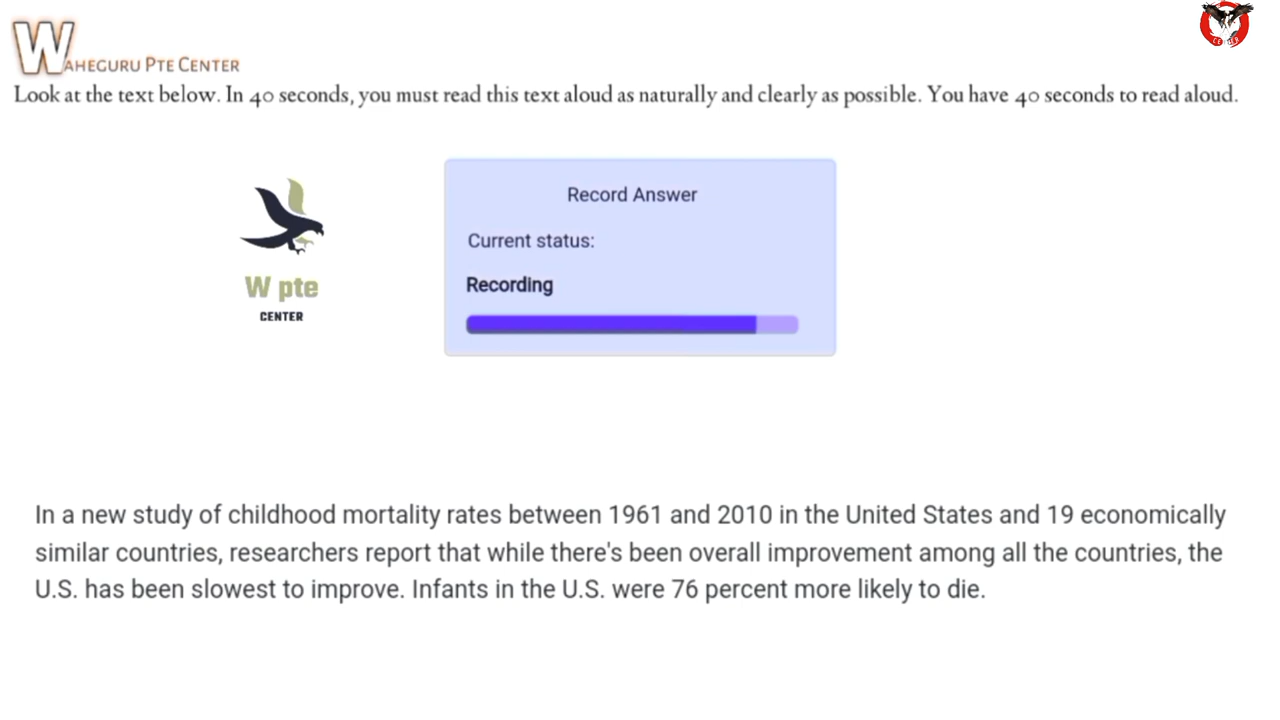 WAHEGURU PTE CENTER
Look at the text below. In 40 seconds, you must read this text aloud as naturally and clearly as possible. You have 40 seconds to read aloud.
Record Answer
Current status:
Recording
W pte
CENTER
In a new study of childhood mortality rates between 1961 and 2010 in the United States and 19 economically
similar countries, researchers report that while there's been overall improvement among all the countries, the
U.S. has been slowest to improve. Infants in the U.S. were 76 percent more likely to die.